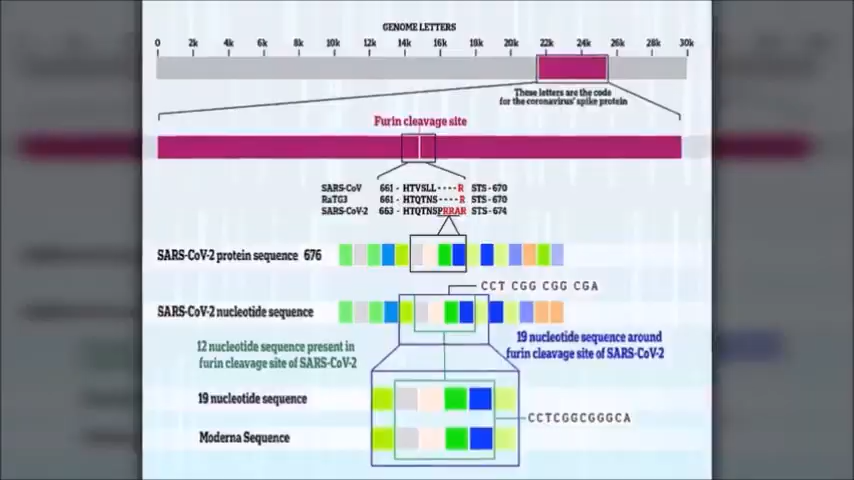 GENOME LETTERS
0 2k 4k 6k 8k 10k 12k 14k 16k 18k 20k 22k 24k 26k 30k
These letters are the code
for the coronavirus' spike protein
Furin cleavage site
SARS-CoV 661 - HTVSLL----R STS-670
RaTG3 661 - HTQTNS----R STS-670
SARS-CoV-2 663 - HTQTNSPRRAR STS-674
SARS-CoV-2 protein sequence 676
CCT CGG CGG CGA
SARS-CoV-2 nucleotide sequence
12 nucleotide sequence present in
furin cleavage site of SARS-CoV-2
19 nucleotide sequence around
furin cleavage site of SARS-CoV-2
19 nucleotide sequence
CCTCGGCGGGCA
Moderna Sequence